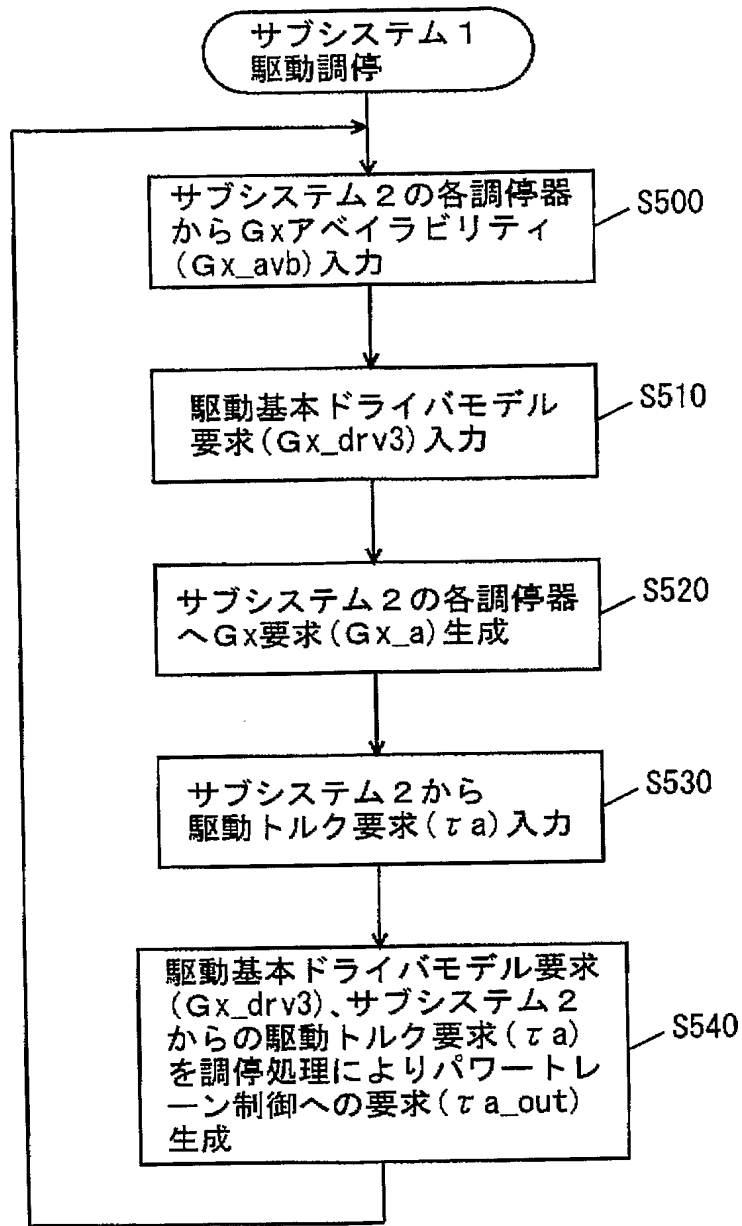 サブシステム１
駆動調停
サブシステム２の各調停器
からＧxアベイラビリティ
(Ｇx_avb)入力
S500
駆動基本ドライバモデル
要求(Ｇx_drv3)入力
S510
サブシステム２の各調停器
へＧx要求(Ｇx_a)生成
S520
サブシステム２から
駆動トルク要求(τa)入力
S530
駆動基本ドライバモデル要求
(Ｇx_drv3)、サブシステム２
からの駆動トルク要求(τa)
を調停処理によりパワートレ
ーン制御への要求(τa_out)
生成
S540